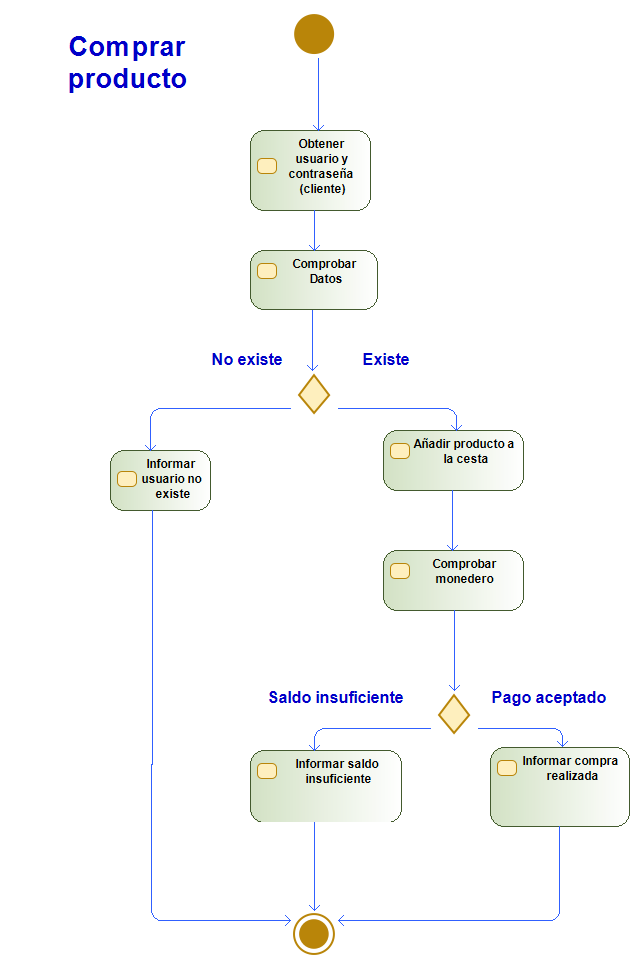 Comprar
producto
Obtener
usuario y
contraseña
(cliente)
Comprobar
Datos
No existe
Existe
Informar
usuario no
existe
Añadir producto a
la cesta
Comprobar
monedero
Saldo insuficiente
Pago aceptado
Informar saldo
insuficiente
Informar compra
realizada